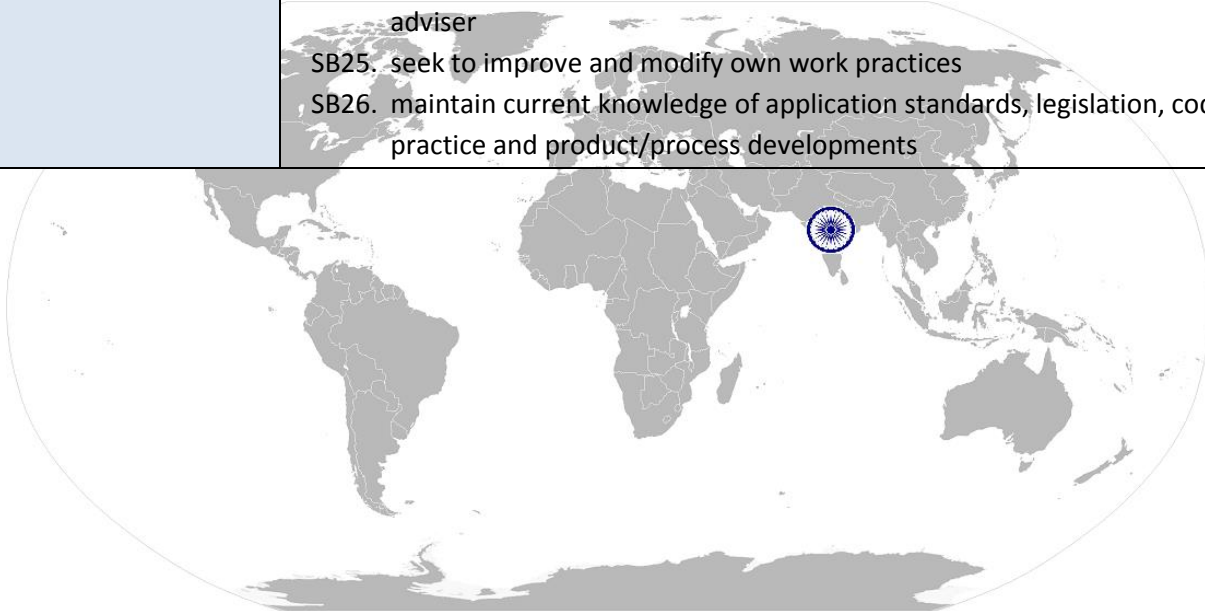 adviser
SB25. seek to improve and modify own work practices
SB26. maintain current knowledge of application standards, legislation,
practice and product/process developments